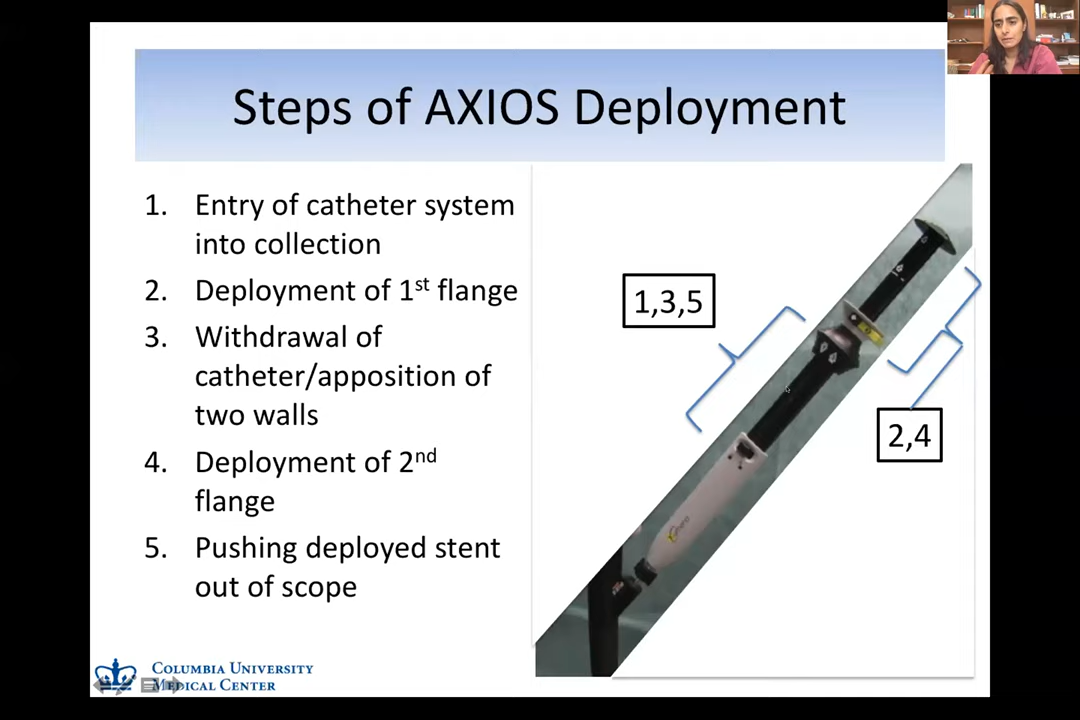 Steps of AXIOS Deployment
1. Entry of catheter system
into collection
2. Deployment of 1st flange
3. Withdrawal of
catheter/apposition of
two walls
4. Deployment of 2nd
flange
5. Pushing deployed stent
out of scope
1,3,5
2,4
COLUMBIA UNIVERSITY
MEDICAL CENTER